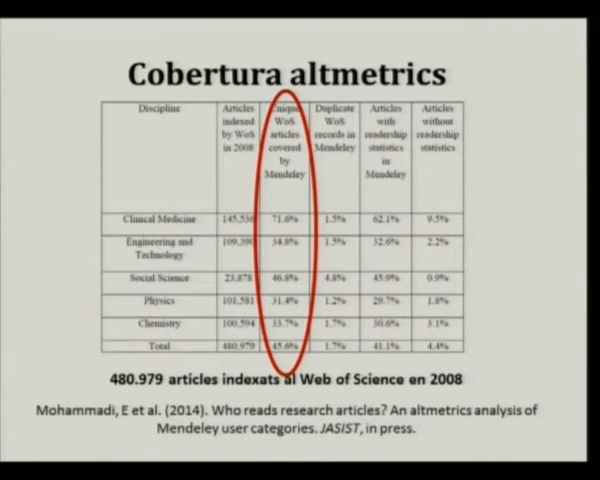 Cobertura altmetrics
Discipline | Articles indexed by WoS in 2008 | Unique WoS articles covered by Mendeley | Duplicate WoS records in Mendeley | Articles with readership statistics in Mendeley | Articles without readership statistics
Clinical Medicine | 145.536 | 71.6% | 1.5% | 62.1% | 9.5%
Engineering and Technology | 109.390 | 34.8% | 1.5% | 32.6% | 2.2%
Social Science | 23.878 | 46.8% | 4.8% | 45.9% | 0.9%
Physics | 101.581 | 31.4% | 1.2% | 29.7% | 1.8%
Chemistry | 100.594 | 33.7% | 1.7% | 30.6% | 3.1%
Total | 480.979 | 45.6% | 1.7% | 41.1% | 4.4%
480.979 articles indexats al Web of Science en 2008
Mohammadi, E et al. (2014). Who reads research articles? An altmetrics analysis of
Mendeley user categories. JASIST, in press.